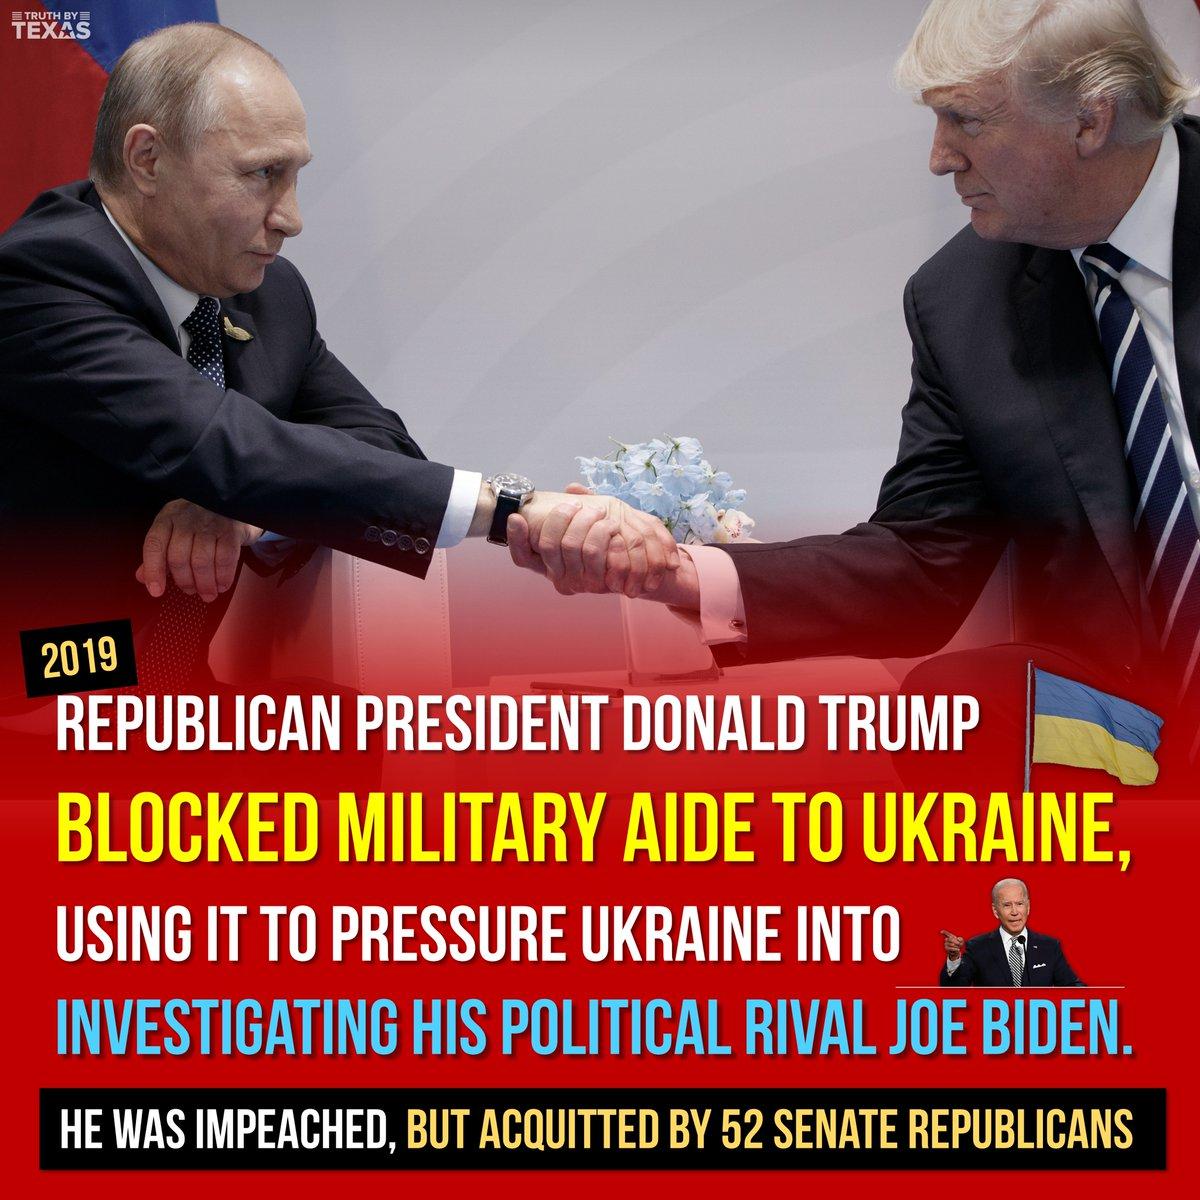 TRUTH BY
TEXAS
2019
REPUBLICAN PRESIDENT DONALD TRUMP
BLOCKED MILITARY AIDE TO UKRAINE,
USING IT TO PRESSURE UKRAINE INTO
INVESTIGATING HIS POLITICAL RIVAL JOE BIDEN.
HE WAS IMPEACHED, BUT ACQUITTED BY 52 SENATE REPUBLICANS